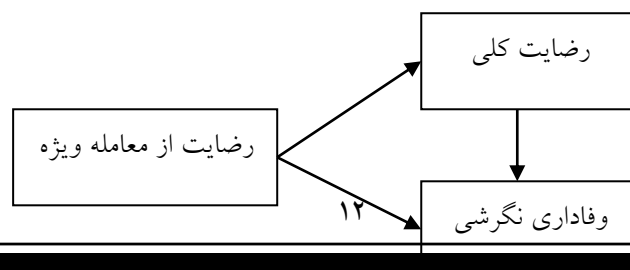 رضایت کلی
رضایت از معامله ویژه
وفاداری نگرشی
۱۲